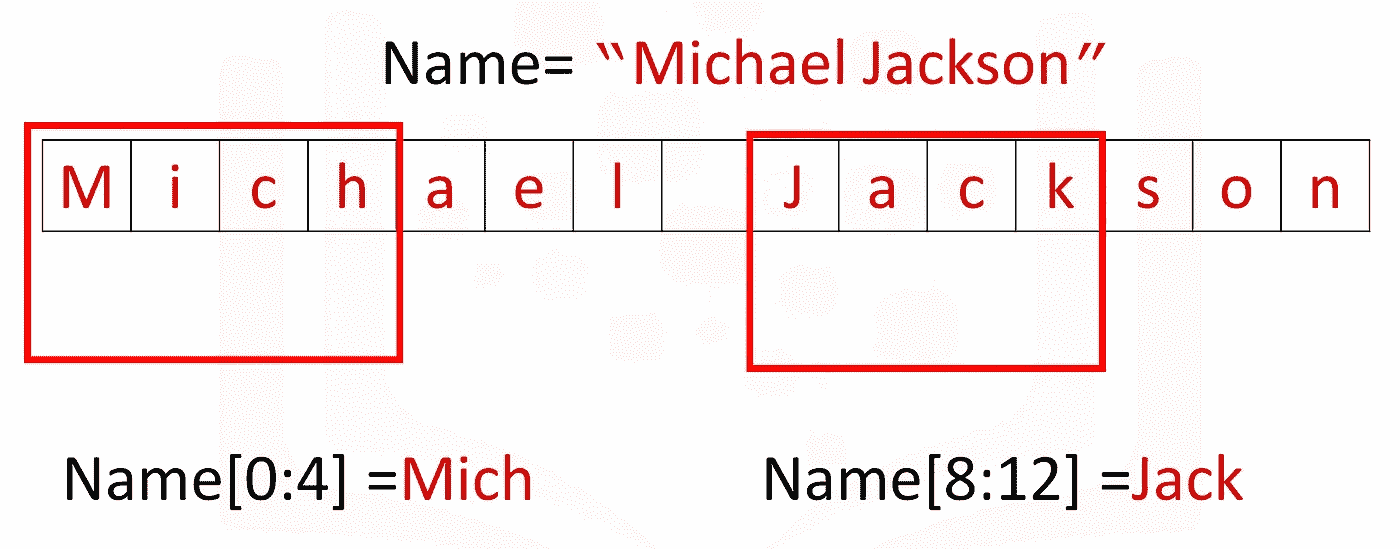 Name= “Michael Jackson”
M i c h a e l J a c k s o n
Name[0:4] =Mich
Name[8:12] =Jack